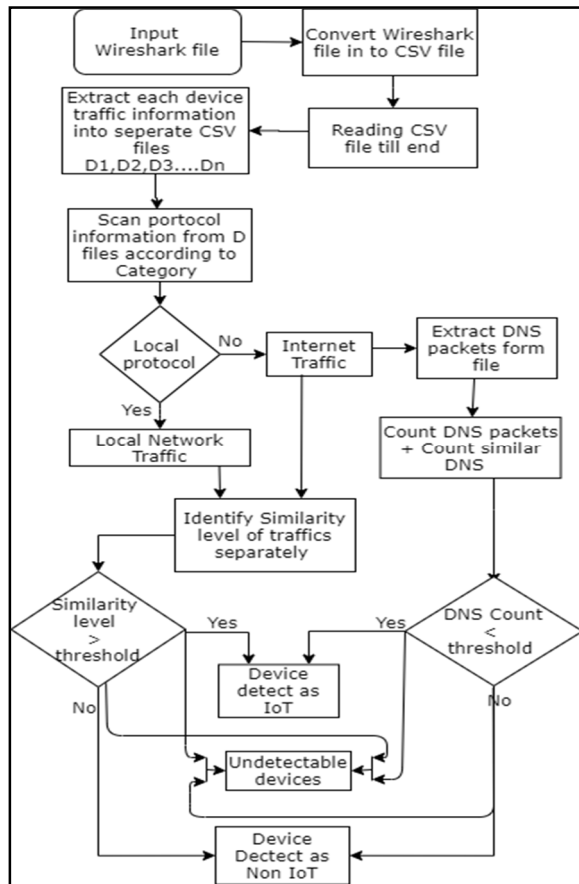 Input
Wireshark file
Convert Wireshark
file in to CSV file
Extract each device
traffic information
into seperate CSV
files
D1,D2,D3....Dn
Reading CSV
file till end
Scan portocol
information from D
files according to
Category
Local
protocol
No
Internet
Traffic
Extract DNS
packets form
file
Yes
Local Network
Traffic
Count DNS packets
+ Count similar
DNS
Identify Similarity
level of traffics
separately
Similarity
level
>
threshold
Yes
Yes
DNS Count
<
threshold
Device
detect as
IoT
No
No
Undetectable
devices
Device
Dectect as
Non IoT